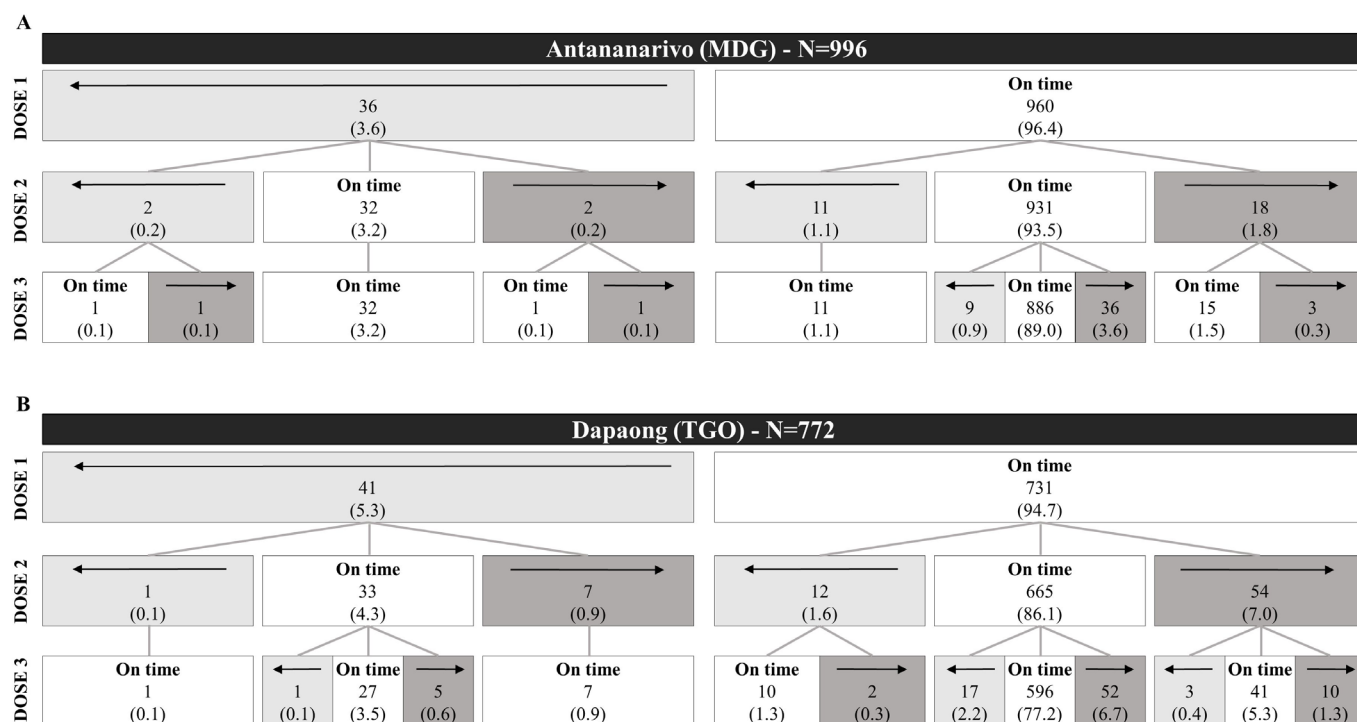 A
Antananarivo (MDG) - N=996
DOSE 1
36
(3.6)
On time
960
(96.4)
DOSE 2
2
(0.2)
On time
32
(3.2)
2
(0.2)
11
(1.1)
On time
931
(93.5)
18
(1.8)
DOSE 3
On time
1
(0.1)
1
(0.1)
On time
32
(3.2)
On time
1
(0.1)
1
(0.1)
On time
11
(1.1)
9
(0.9)
On time
886
(89.0)
36
(3.6)
On time
15
(1.5)
3
(0.3)
B
Dapaong (TGO) - N=772
DOSE 1
41
(5.3)
On time
731
(94.7)
DOSE 2
1
(0.1)
On time
33
(4.3)
7
(0.9)
12
(1.6)
On time
665
(86.1)
54
(7.0)
DOSE 3
On time
1
(0.1)
1
(0.1)
On time
27
(3.5)
5
(0.6)
On time
7
(0.9)
On time
10
(1.3)
2
(0.3)
17
(2.2)
On time
596
(77.2)
52
(6.7)
3
(0.4)
On time
41
(5.3)
10
(1.3)